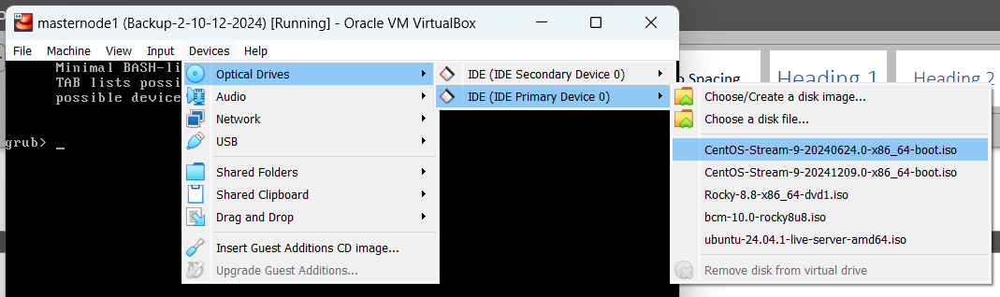 masternode1 (Backup-2-10-12-2024) [Running] - Oracle VM VirtualBox
File Machine View Input Devices Help
Minimal BASH-li
TAB lists possi
possible device
grub> _
Optical Drives
Audio
Network
USB
Shared Folders
Shared Clipboard
Drag and Drop
Insert Guest Additions CD image...
Upgrade Guest Additions...
IDE (IDE Secondary Device 0)
IDE (IDE Primary Device 0)
o Spacing Heading 1 Heading 2
Choose/Create a disk image...
Choose a disk file...
CentOS-Stream-9-20240624.0-x86_64-boot.iso
CentOS-Stream-9-20241209.0-x86_64-boot.iso
Rocky-8.8-x86_64-dvd1.iso
bcm-10.0-rocky8u8.iso
ubuntu-24.04.1-live-server-amd64.iso
Remove disk from virtual drive